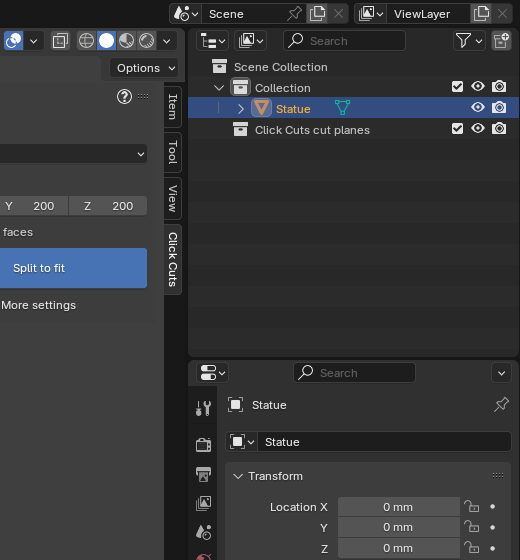 Scene
ViewLayer
Search
Options
Scene Collection
Collection
Statue
Click Cuts cut planes
Item
Tool
View
Click Cuts
Y 200 Z 200
faces
Split to fit
More settings
Search
Statue
Statue
Transform
Location X 0 mm
Y 0 mm
Z 0 mm